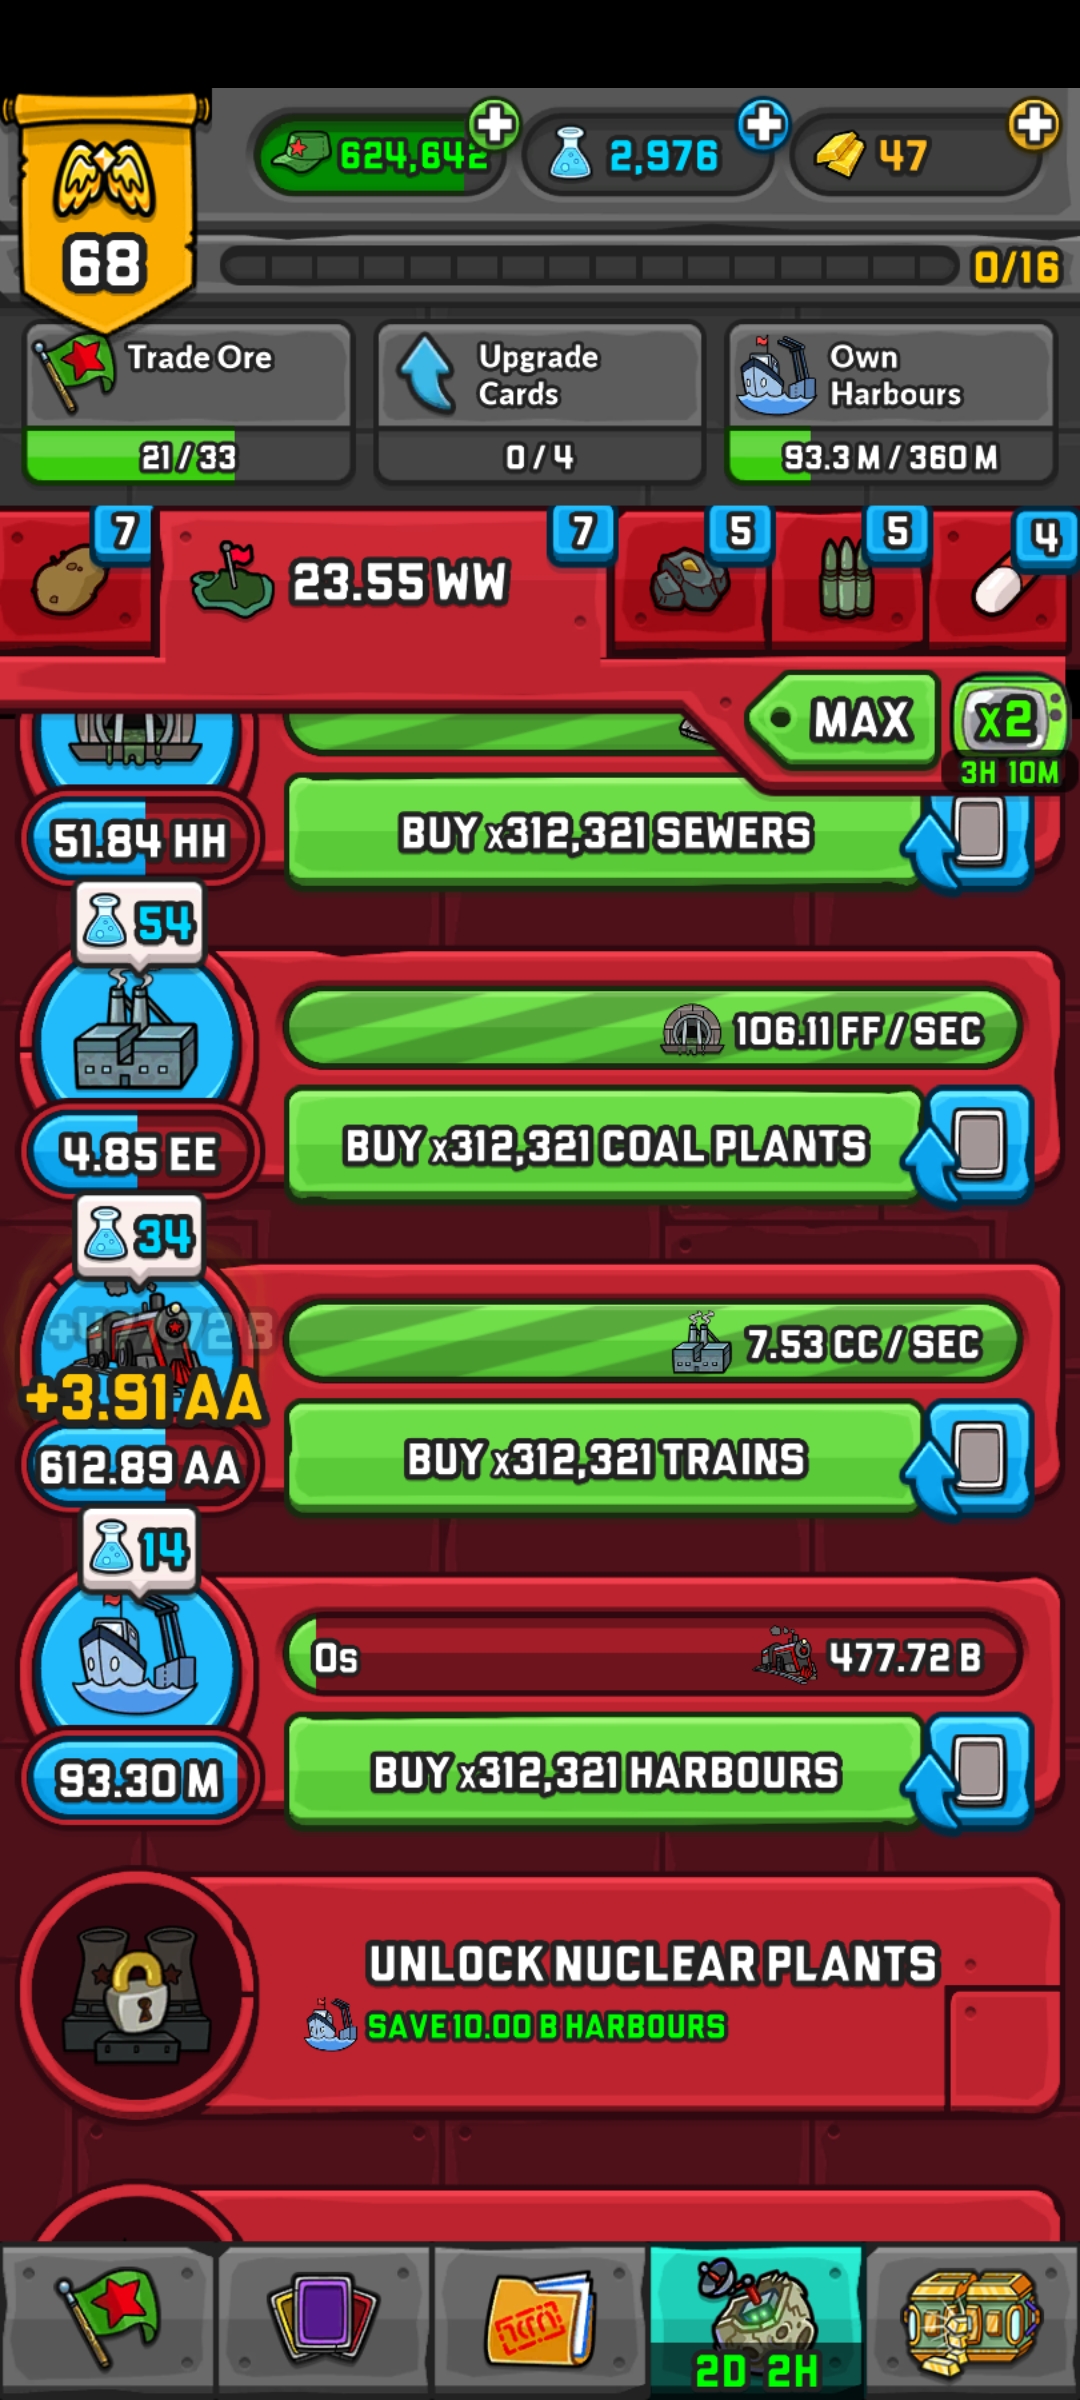 624,642
2,976
47
68
0/16
Trade Ore
21/33
Upgrade
Cards
0/4
Own
Harbours
93.3 M / 360 M
7
23.55 WW
7
5
5
4
MAX
x2
3H 10M
51.84 HH
BUY x312,321 SEWERS
54
106.11 FF / SEC
4.85 EE
BUY x312,321 COAL PLANTS
34
7.53 CC / SEC
+3.91 AA
612.89 AA
BUY x312,321 TRAINS
14
0s
477.72 B
93.30 M
BUY x312,321 HARBOURS
UNLOCK NUCLEAR PLANTS
SAVE 10.00 B HARBOURS
2D 2H